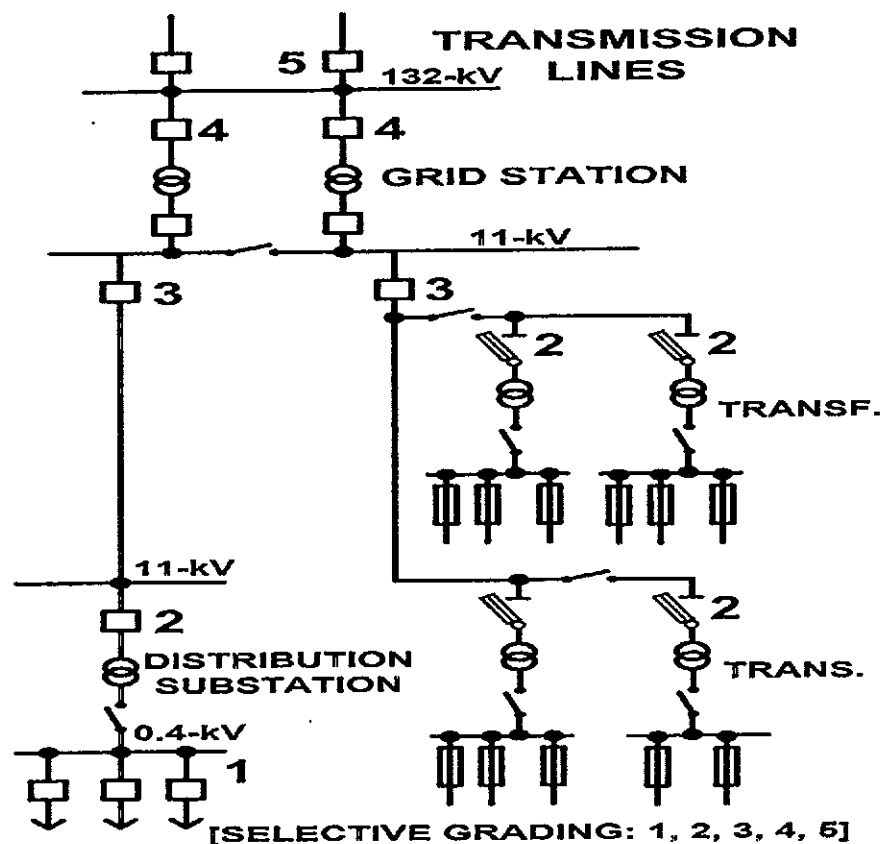 TRANSMISSION
LINES
5
132-kV
4
4
GRID STATION
11-kV
3
3
2
2
TRANSF.
11-kV
2
2
DISTRIBUTION
SUBSTATION
TRANS.
0.4-kV
1
[SELECTIVE GRADING: 1, 2, 3, 4, 5]